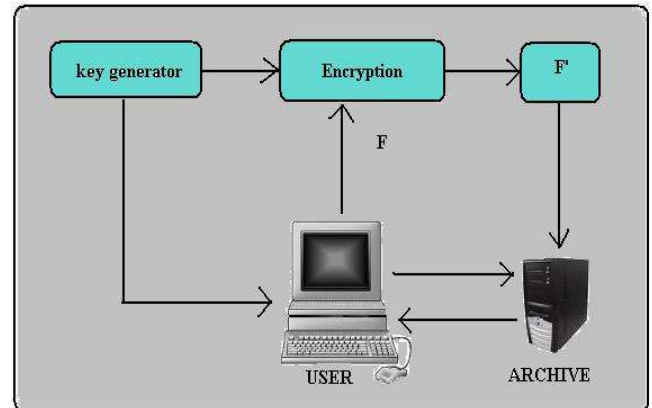 key generator
Encryption
F'
F
USER
ARCHIVE